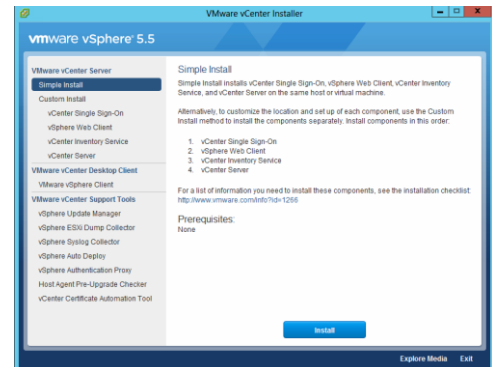 VMware vCenter Installer
vmware vSphere 5.5
VMware vCenter Server
Simple Install
Custom Install
vCenter Single Sign-On
vSphere Web Client
vCenter Inventory Service
vCenter Server
VMware vCenter Desktop Client
VMware vSphere Client
VMware vCenter Support Tools
vSphere Update Manager
vSphere ESXi Dump Collector
vSphere Syslog Collector
vSphere Auto Deploy
vSphere Authentication Proxy
Host Agent Pre-Upgrade Checker
vCenter Certificate Automation Tool
Simple Install
Simple Install installs vCenter Single Sign-On, vSphere Web Client, vCenter Inventory
Service, and vCenter Server on the same host or virtual machine.
Alternatively, to customize the location and set up of each component, use the Custom
Install method to install the components separately. Install components in this order:
1. vCenter Single Sign-On
2. vSphere Web Client
3. vCenter Inventory Service
4. vCenter Server
For a list of information you need to install these components, see the installation checklist:
http://www.vmware.com/info?id=1266
Prerequisites:
None
Install
Explore Media Exit